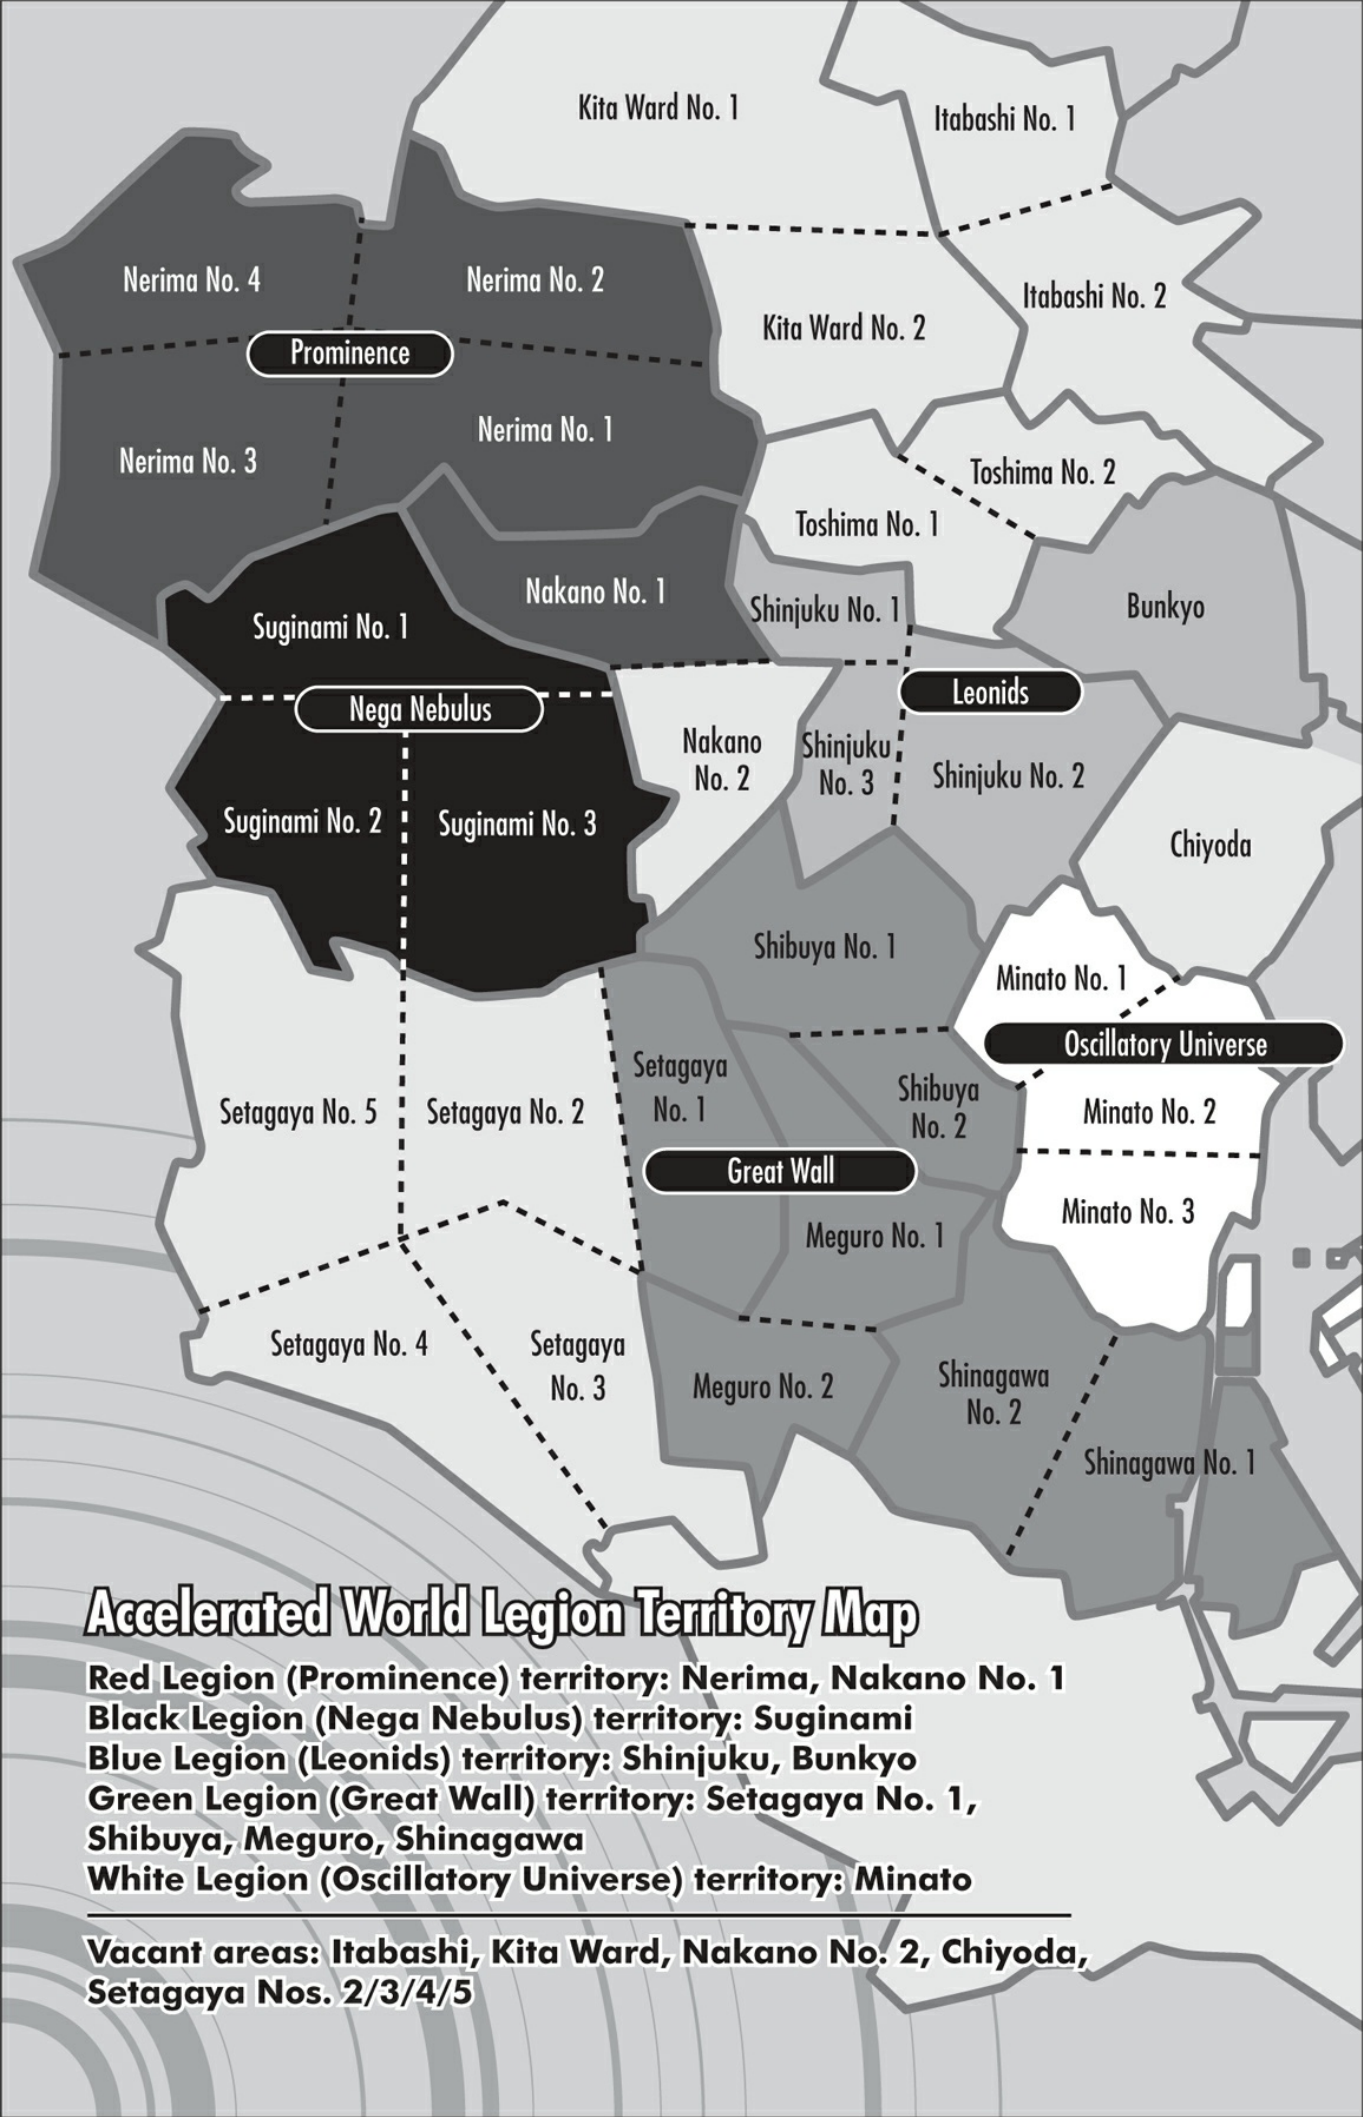 Kita Ward No. 1
Itabashi No. 1
Nerima No. 4
Nerima No. 2
Itabashi No. 2
Kita Ward No. 2
Prominence
Nerima No. 1
Nerima No. 3
Toshima No. 2
Toshima No. 1
Nakano No. 1
Shinjuku No. 1
Bunkyo
Suginami No. 1
Leonids
Nega Nebulus
Nakano
No. 2
Shinjuku
No. 3
Shinjuku No. 2
Suginami No. 2
Suginami No. 3
Chiyoda
Shibuya No. 1
Minato No. 1
Oscillatory Universe
Setagaya
No. 1
Shibuya
No. 2
Setagaya No. 5
Setagaya No. 2
Minato No. 2
Great Wall
Minato No. 3
Meguro No. 1
Setagaya No. 4
Setagaya
No. 3
Meguro No. 2
Shinagawa
No. 2
Shinagawa No. 1
Accelerated World Legion Territory Map
Red Legion (Prominence) territory: Nerima, Nakano No. 1
Black Legion (Nega Nebulus) territory: Suginami
Blue Legion (Leonids) territory: Shinjuku, Bunkyo
Green Legion (Great Wall) territory: Setagaya No. 1,
Shibuya, Meguro, Shinagawa
White Legion (Oscillatory Universe) territory: Minato
Vacant areas: Itabashi, Kita Ward, Nakano No. 2, Chiyoda,
Setagaya Nos. 2/3/4/5